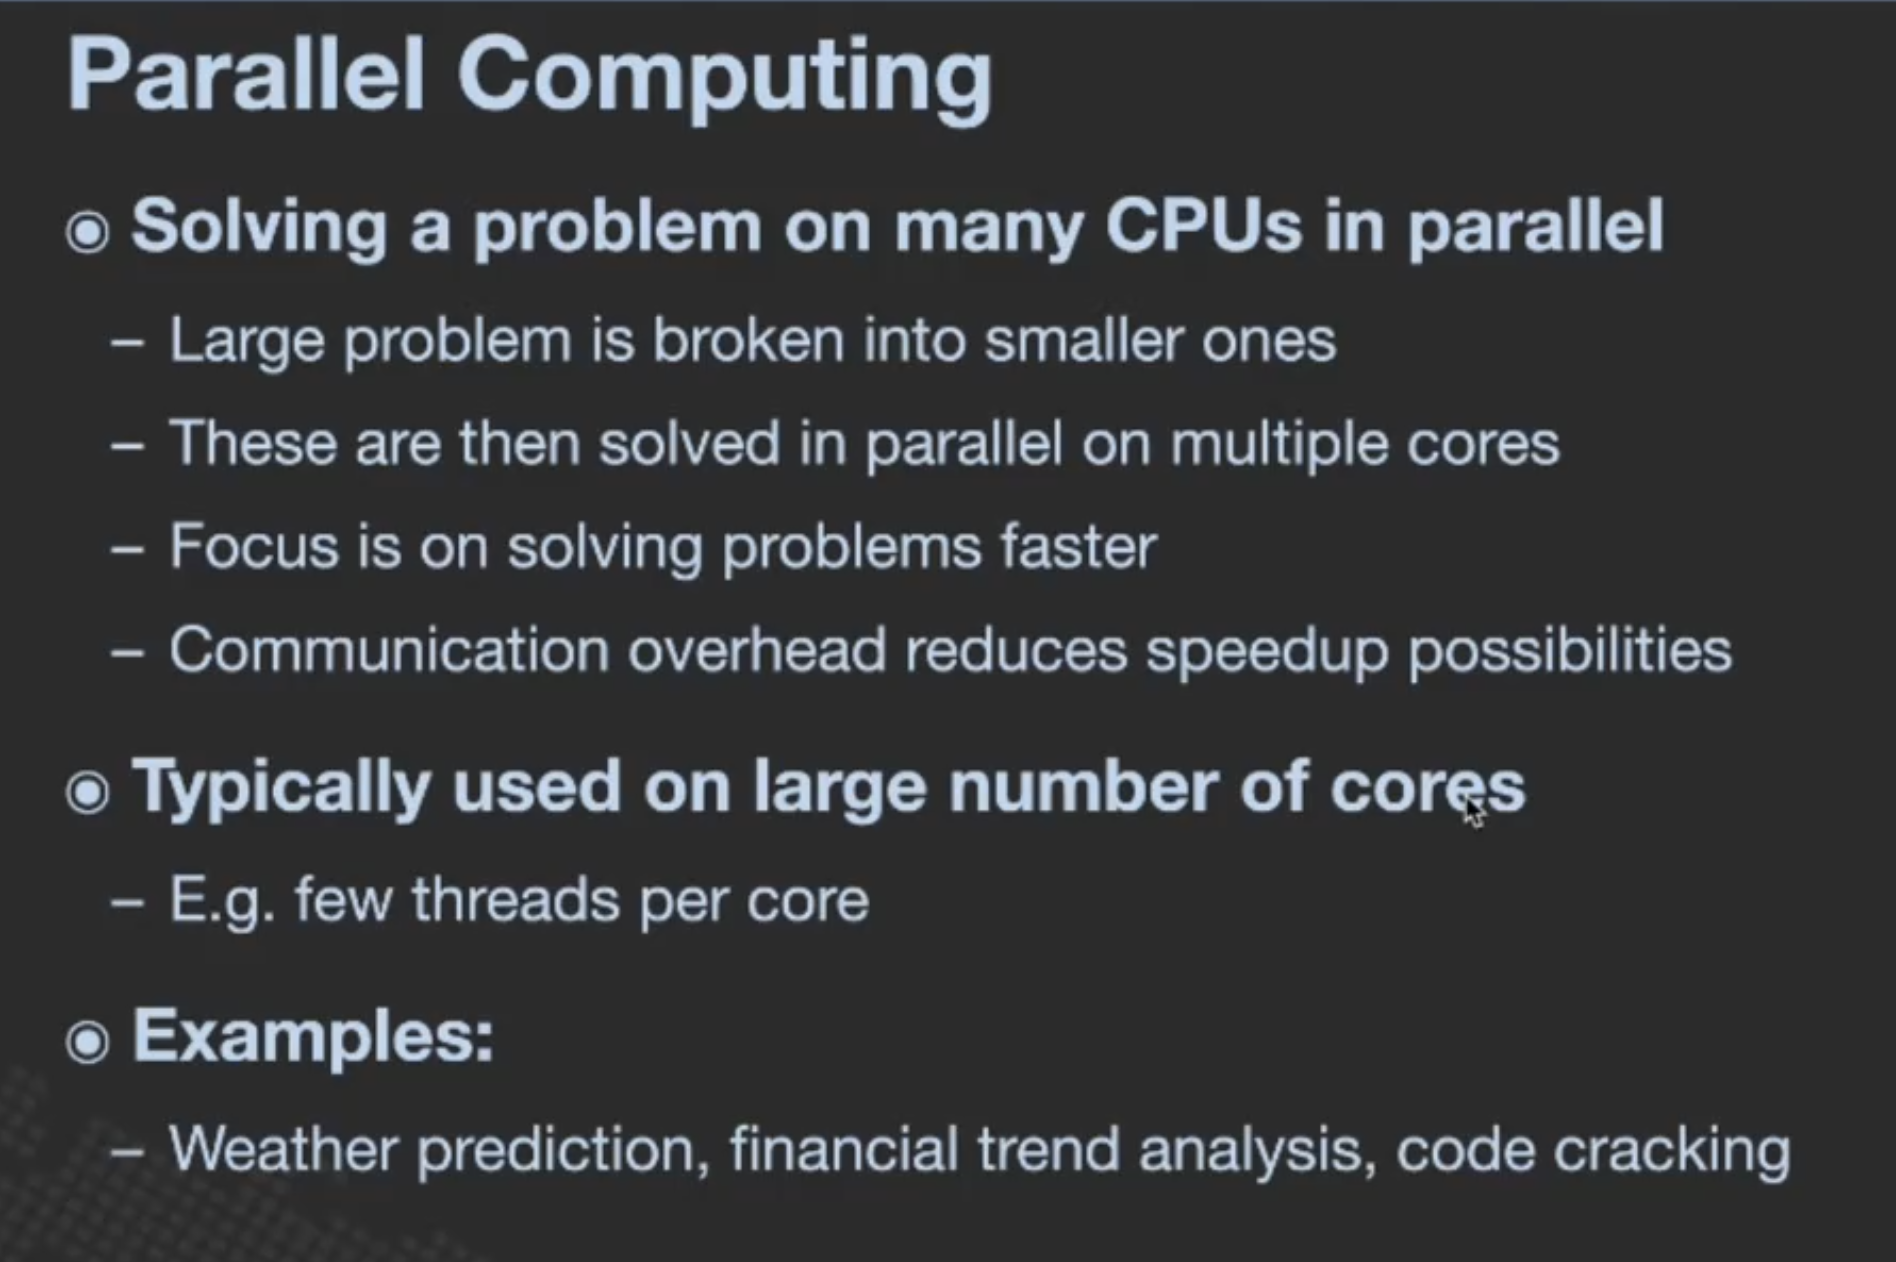 Parallel Computing
◉ Solving a problem on many CPUs in parallel
– Large problem is broken into smaller ones
– These are then solved in parallel on multiple cores
– Focus is on solving problems faster
– Communication overhead reduces speedup possibilities
◉ Typically used on large number of cores
– E.g. few threads per core
◉ Examples:
– Weather prediction, financial trend analysis, code cracking